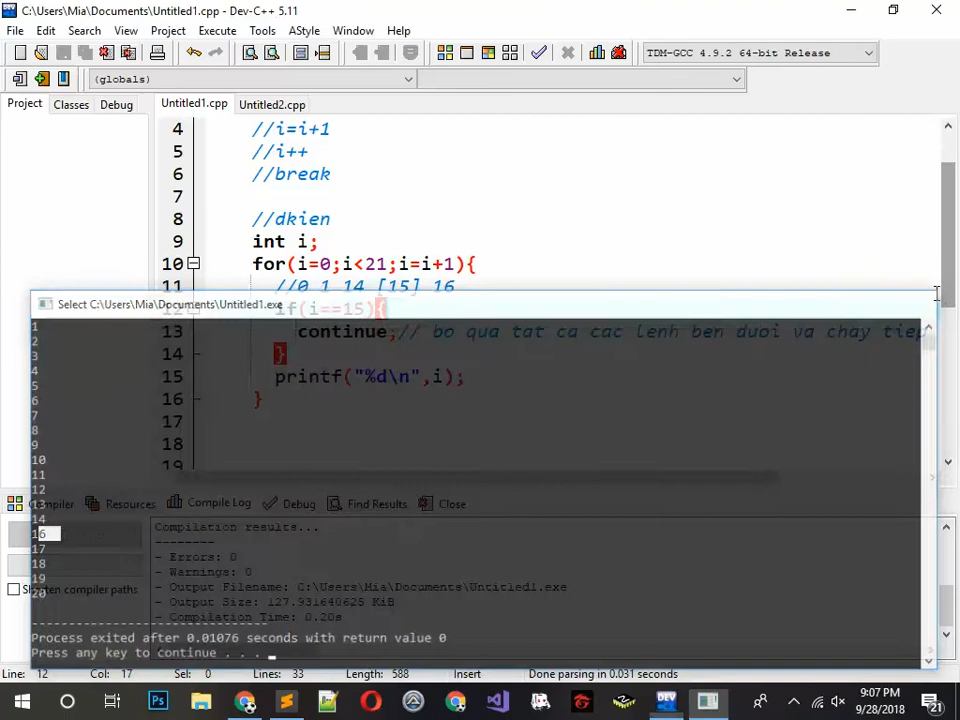 C:\Users\Mia\Documents\Untitled1.cpp - Dev-C++ 5.11
File Edit Search View Project Execute Tools AStyle Window Help
TDM-GCC 4.9.2 64-bit Release
(globals)
Project Classes Debug Untitled1.cpp Untitled2.cpp
4 //i=i+1
5 //i++
6 //break
7
8 //dkien
9 int i;
10 for(i=0;i<21;i=i+1){
11 //0 1 14 [15] 16
Select C:\Users\Mia\Documents\Untitled1.exe
12 if(i==15){
13 continue;// bo qua tat ca cac lenh ben duoi va chay tiep
14 }
15 printf("%d\n",i);
16 }
17
18
19
1
2
3
4
5
6
7
8
9
10
11
12
13
14
16
17
18
19
20
--------------------------------
Process exited after 0.01076 seconds with return value 0
Press any key to continue . . .
Compiler Resources Compile Log Debug Find Results Close
Shorten compiler paths
Compilation results...
--------
- Errors: 0
- Warnings: 0
- Output Filename: C:\Users\Mia\Documents\Untitled1.exe
- Output Size: 127.931640625 KiB
- Compilation Time: 0.20s
Line: 12 Col: 17 Sel: 0 Lines: 33 Length: 588 Insert Done parsing in 0.031 seconds
Ps DEV
9:07 PM
9/28/2018
21